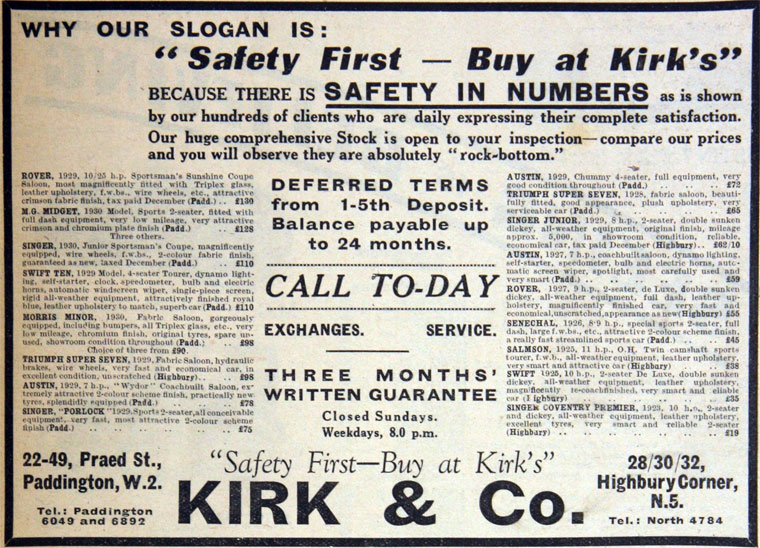 WHY OUR SLOGAN IS:
"Safety First — Buy at Kirk's"
BECAUSE THERE IS SAFETY IN NUMBERS as is shown
by our hundreds of clients who are daily expressing their complete satisfaction.
Our huge comprehensive Stock is open to your inspection—compare our prices
and you will observe they are absolutely "rock-bottom."
ROVER, 1929, 10/25 h.p. Sportsman's Sunshine Coupe
Saloon, most magnificently fitted with Triplex glass,
leather upholstery, f.w.bs., wire wheels, etc., attractive
crimson fabric finish, tax paid December (Padd.) .. £130
M.G. MIDGET, 1930 Model, Sports 2-seater, fitted with
full dash equipment, very low mileage, very attractive
crimson and chromium plate finish (Padd.) .. £128
Three others.
SINGER, 1930, Junior Sportsman's Coupe, magnificently
equipped, wire wheels, f.w.bs., 2-colour fabric finish,
guaranteed as new, taxed December (Padd.) .. £110
SWIFT TEN, 1929 Model, 4-seater Tourer, dynamo light-
ing, self-starter, clock, speedometer, bulb and electric
horns, automatic windscreen wiper, single-piece screen,
rigid all-weather equipment, attractively finished royal
blue, leather upholstery to match, superb car (Padd.) £110
MORRIS MINOR, 1930, Fabric Saloon, gorgeously
equipped, including bumpers, all Triplex glass, etc., very
low mileage, chromium finish, original tyres, spare un-
used, showroom condition throughout (Padd.) .. £98
Choice of three from £90.
TRIUMPH SUPER SEVEN, 1929, Fabric Saloon, hydraulic
brakes, wire wheels, very fast and economical car, in
excellent condition, unscratched (Highbury) .. .. £98
AUSTIN, 1929, 7 h.p., "Wydor" Coachbuilt Saloon, ex-
tremely attractive 2-colour scheme finish, practically new
tyres, splendidly equipped (Padd.) .. .. £78
SINGER, "PORLOCK" 1929, Sports 2-seater, all conceivable
equipment, very fast, most attractive 2-colour scheme
finish (Padd.) .. .. .. .. £75
DEFERRED TERMS
from 1-5th Deposit.
Balance payable up
to 24 months.
CALL TO-DAY
EXCHANGES. SERVICE.
THREE MONTHS'
WRITTEN GUARANTEE
Closed Sundays.
Weekdays, 8.0 p.m.
AUSTIN, 1929, Chummy 4-seater, full equipment, very
good condition throughout (Padd.) .. .. £72
TRIUMPH SUPER SEVEN, 1928, fabric saloon, beauti-
fully fitted, good appearance, plush upholstery, very
serviceable car (Padd.) .. .. .. £65
SINGER JUNIOR, 1929, 8 h.p., 2-seater, double sunken
dickey, all-weather equipment, original finish, mileage
approx. 5,000, in showroom condition, reliable,
economical car, tax paid December (Highbury).. £62/10
AUSTIN, 1927, 7 h.p., coachbuilt saloon, dynamo lighting,
self-starter, speedometer, bulb and electric horns, auto-
matic screen wiper, spotlight, most carefully used and
very smart (Padd.) .. .. .. .. £59
ROVER, 1927, 9 h.p., 2-seater, de Luxe, double sunken
dickey, all-weather equipment, full dash, leather up-
holstery, magnificently finished car, very fast and
economical, unscratched, appearance as new (Highbury) £55
SENECHAL, 1926, 8·9 h.p., special sports 2-seater, full
dash, large f.w.bs., etc., attractive 2-colour scheme finish,
a really fast streamlined sports car (Padd.) .. £45
SALMSON, 1925, 11 h.p., O.H. Twin camshaft sports
tourer, f.w.b., all-weather equipment, leather upholstery,
very smart and attractive car (Highbury) .. £38
SWIFT 1925, 10 h.p., 2-seater De Luxe, double sunken
dickey, all-weather equipment, leather upholstery,
magnificently re-coachfinished, very smart and reliable
car (Highbury) .. .. .. .. £35
SINGER COVENTRY PREMIER, 1923, 10 h.p., 2-seater
and dickey, all-weather equipment, leather upholstery,
excellent tyres, very smart and reliable 2-seater
(Highbury) .. .. .. .. £19
22-49, Praed St.,
Paddington, W.2.
Tel.: Paddington
6049 and 6892
"Safety First—Buy at Kirk's"
KIRK & Co.
28/30/32,
Highbury Corner,
N.5.
Tel.: North 4784